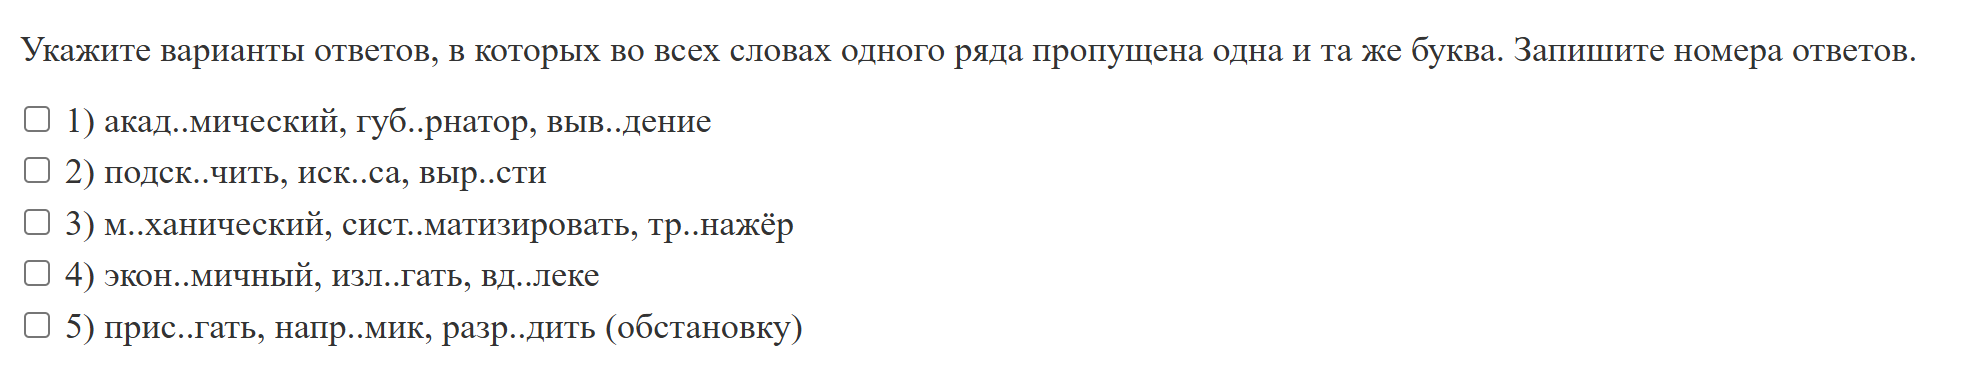 Укажите варианты ответов, в которых во всех словах одного ряда пропущена одна и та же буква. Запишите номера ответов.
1) акад..мический, губ..рнатор, выв..дение
2) подск..чить, иск..са, выр..сти
3) м..ханический, сист..матизировать, тр..нажёр
4) экон..мичный, изл..гать, вд..леке
5) прис..гать, напр..мик, разр..дить (обстановку)